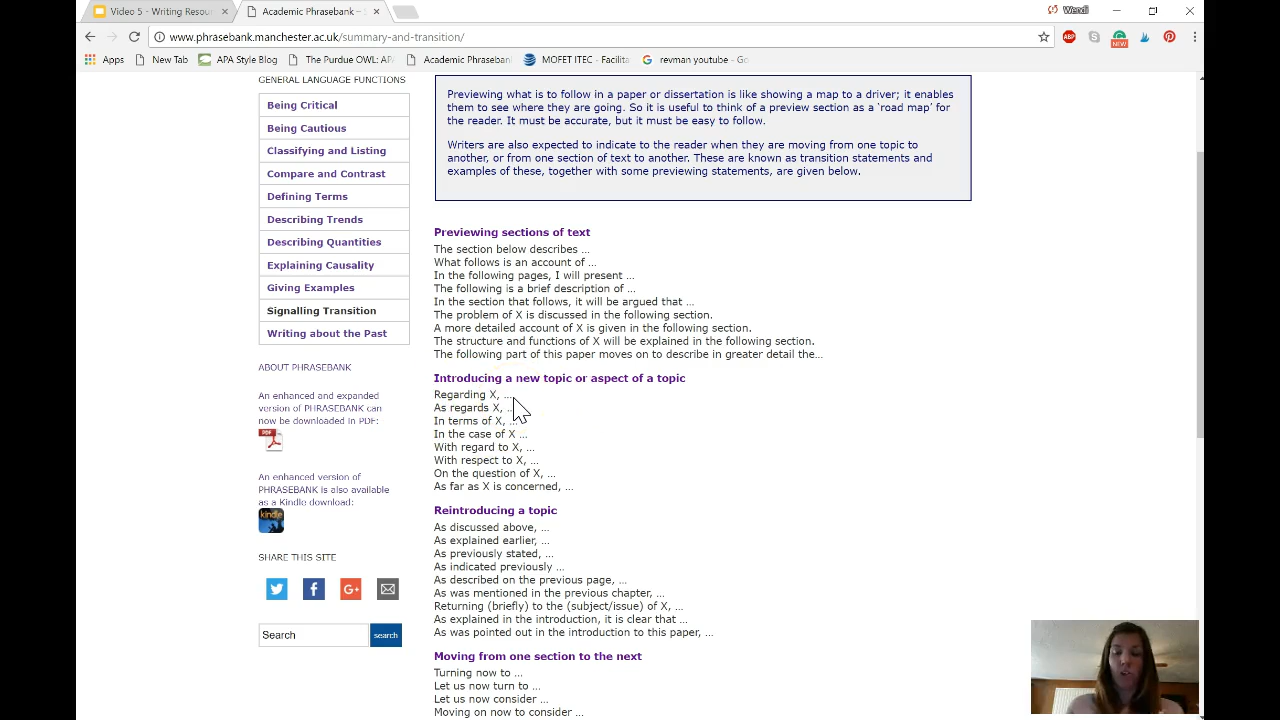 Video 5 - Writing Resou
Academic Phrasebank – S
Wendi
www.phrasebank.manchester.ac.uk/summary-and-transition/
ABP
NEW
Apps
New Tab
APA Style Blog
The Purdue OWL: AP
Academic Phraseban
MOFET ITEC - Facilita
revman youtube - Go
GENERAL LANGUAGE FUNCTIONS
Being Critical
Being Cautious
Classifying and Listing
Compare and Contrast
Defining Terms
Describing Trends
Describing Quantities
Explaining Causality
Giving Examples
Signalling Transition
Writing about the Past
ABOUT PHRASEBANK
An enhanced and expanded
version of PHRASEBANK can
now be downloaded in PDF:
PDF
An enhanced version of
PHRASEBANK is also available
as a Kindle download:
kindle
SHARE THIS SITE
G+
Search
search
Previewing what is to follow in a paper or dissertation is like showing a map to a driver; it enables
them to see where they are going. So it is useful to think of a preview section as a ‘road map’ for
the reader. It must be accurate, but it must be easy to follow.
Writers are also expected to indicate to the reader when they are moving from one topic to
another, or from one section of text to another. These are known as transition statements and
examples of these, together with some previewing statements, are given below.
Previewing sections of text
The section below describes …
What follows is an account of …
In the following pages, I will present …
The following is a brief description of …
In the section that follows, it will be argued that …
The problem of X is discussed in the following section.
A more detailed account of X is given in the following section.
The structure and functions of X will be explained in the following section.
The following part of this paper moves on to describe in greater detail the…
Introducing a new topic or aspect of a topic
Regarding X, …
As regards X, …
In terms of X, …
In the case of X …
With regard to X, …
With respect to X, …
On the question of X, …
As far as X is concerned, …
Reintroducing a topic
As discussed above, …
As explained earlier, …
As previously stated, …
As indicated previously …
As described on the previous page, …
As was mentioned in the previous chapter, …
Returning (briefly) to the (subject/issue) of X, …
As explained in the introduction, it is clear that …
As was pointed out in the introduction to this paper, …
Moving from one section to the next
Turning now to …
Let us now turn to …
Let us now consider …
Moving on now to consider …